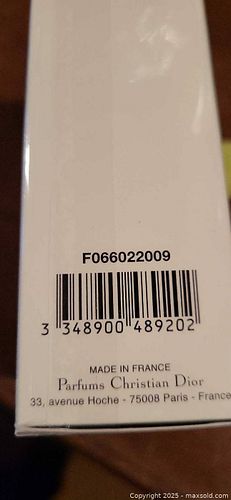 F066022009
3 348900 489202
MADE IN FRANCE
Parfums Christian Dior
33, avenue Hoche - 75008 Paris - France
Copyright 2025 - maxsold.com